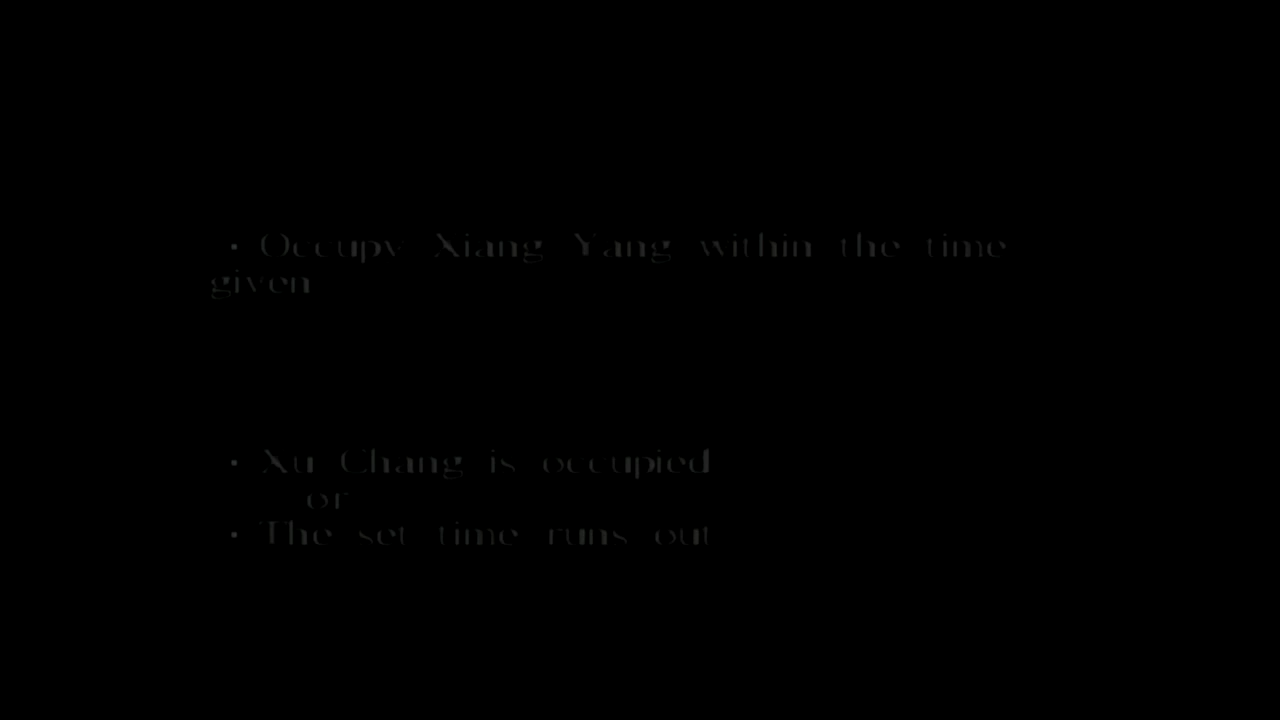 • Occupy Xiang Yang within the time
given
• Xu Chang is occupied
or
• The set time runs out